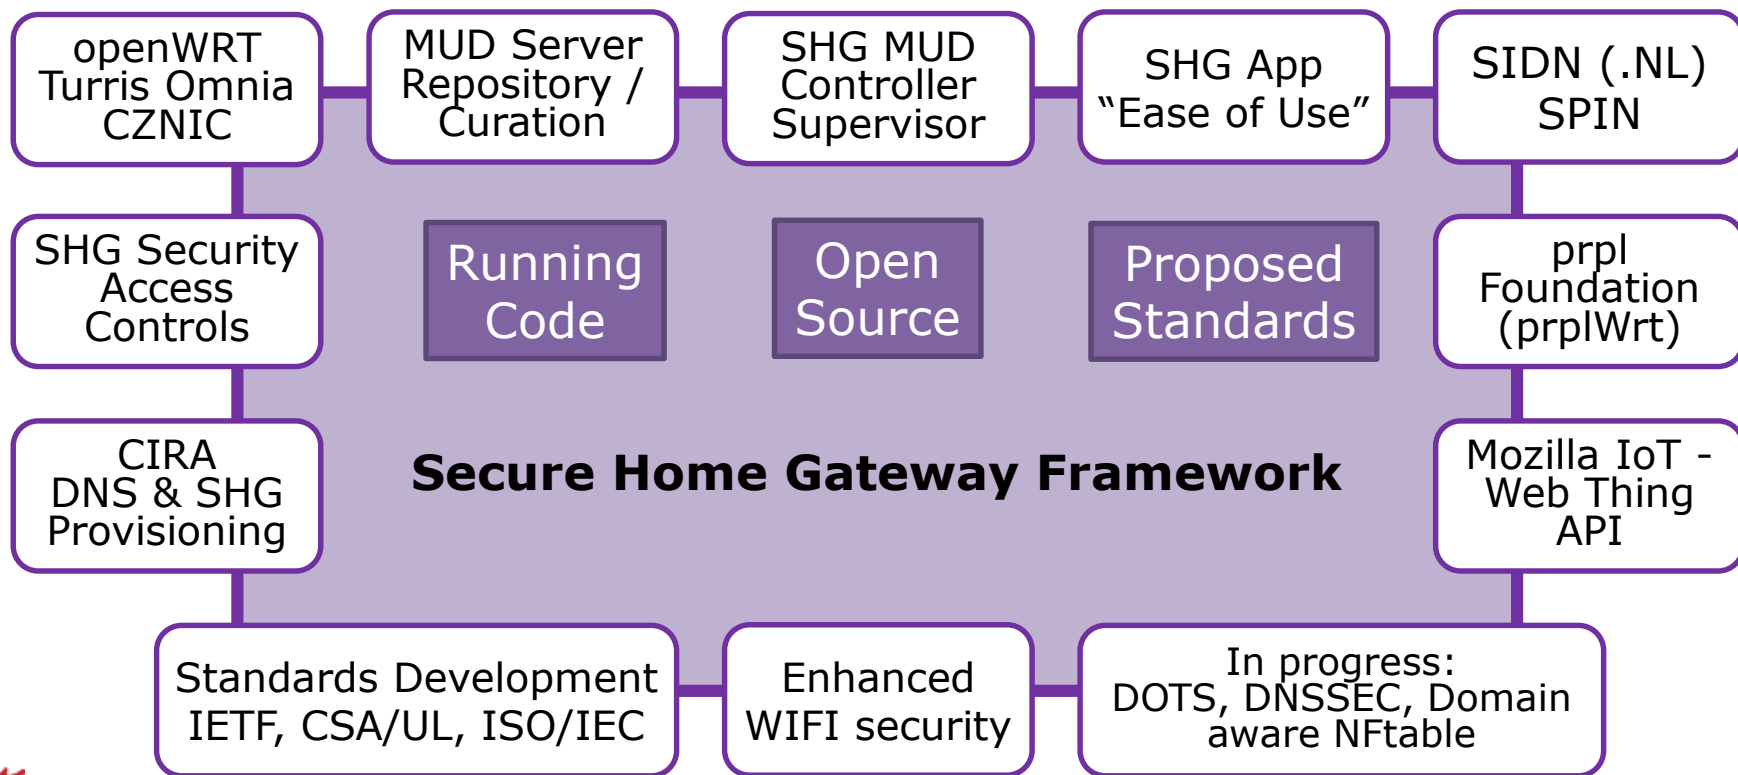 openWRT
Turris Omnia
CZNIC
MUD Server
Repository /
Curation
SHG MUD
Controller
Supervisor
SHG App
“Ease of Use”
SIDN (.NL)
SPIN
SHG Security
Access
Controls
Running
Code
Open
Source
Proposed
Standards
prpl
Foundation
(prplWrt)
CIRA
DNS & SHG
Provisioning
Secure Home Gateway Framework
Mozilla IoT -
Web Thing
API
Standards Development
IETF, CSA/UL, ISO/IEC
Enhanced
WIFI security
In progress:
DOTS, DNSSEC, Domain
aware NFtable